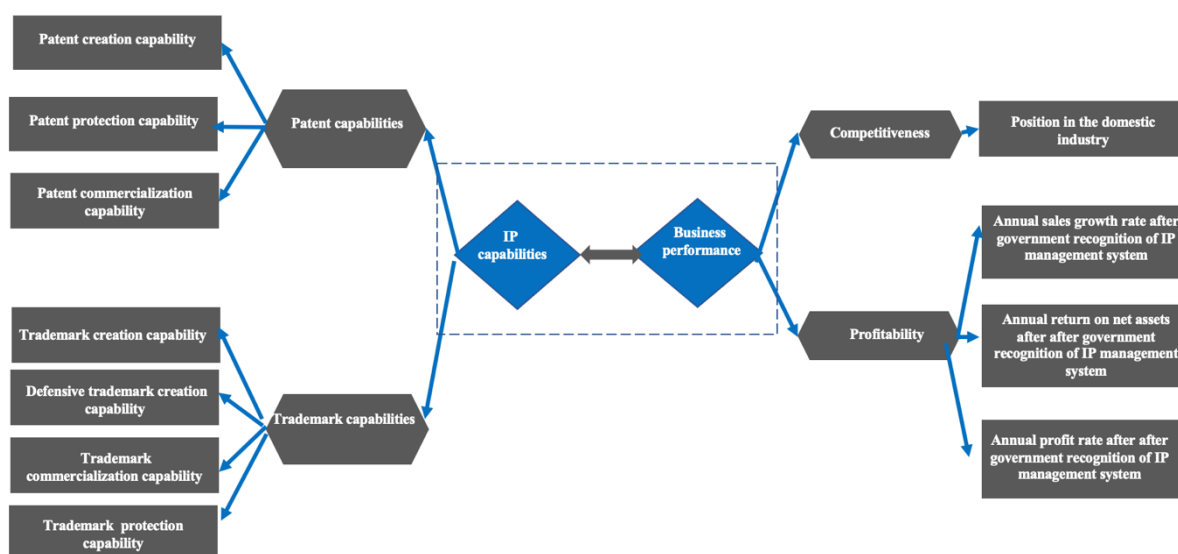 Patent creation capability
Patent protection capability
Patent commercialization
capability
Patent capabilities
Trademark creation capability
Defensive trademark creation
capability
Trademark
commercialization capability
Trademark protection
capability
Trademark capabilities
IP
capabilities
Business
performance
Competitiveness
Position in the domestic
industry
Profitability
Annual sales growth rate after
government recognition of IP
management system
Annual return on net assets
after after government
recognition of IP management
system
Annual profit rate after after
government recognition of IP
management system